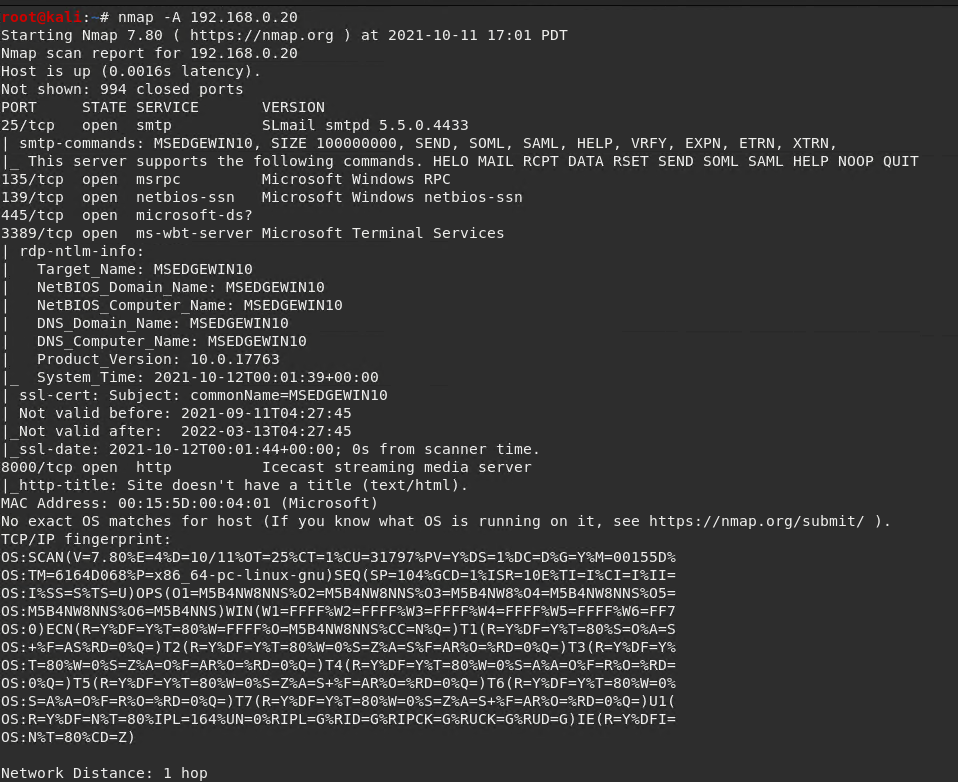 root@kali:~# nmap -A 192.168.0.20
Starting Nmap 7.80 ( https://nmap.org ) at 2021-10-11 17:01 PDT
Nmap scan report for 192.168.0.20
Host is up (0.0016s latency).
Not shown: 994 closed ports
PORT     STATE SERVICE       VERSION
25/tcp   open  smtp          SLmail smtpd 5.5.0.4433
| smtp-commands: MSEDGEWIN10, SIZE 100000000, SEND, SOML, SAML, HELP, VRFY, EXPN, ETRN, XTRN,
|_ This server supports the following commands. HELO MAIL RCPT DATA RSET SEND SOML SAML HELP NOOP QUIT
135/tcp  open  msrpc         Microsoft Windows RPC
139/tcp  open  netbios-ssn   Microsoft Windows netbios-ssn
445/tcp  open  microsoft-ds?
3389/tcp open  ms-wbt-server Microsoft Terminal Services
| rdp-ntlm-info:
|   Target_Name: MSEDGEWIN10
|   NetBIOS_Domain_Name: MSEDGEWIN10
|   NetBIOS_Computer_Name: MSEDGEWIN10
|   DNS_Domain_Name: MSEDGEWIN10
|   DNS_Computer_Name: MSEDGEWIN10
|   Product_Version: 10.0.17763
|_  System_Time: 2021-10-12T00:01:39+00:00
| ssl-cert: Subject: commonName=MSEDGEWIN10
| Not valid before: 2021-09-11T04:27:45
|_Not valid after:  2022-03-13T04:27:45
|_ssl-date: 2021-10-12T00:01:44+00:00; 0s from scanner time.
8000/tcp open  http          Icecast streaming media server
|_http-title: Site doesn't have a title (text/html).
MAC Address: 00:15:5D:00:04:01 (Microsoft)
No exact OS matches for host (If you know what OS is running on it, see https://nmap.org/submit/ ).
TCP/IP fingerprint:
OS:SCAN(V=7.80%E=4%D=10/11%OT=25%CT=1%CU=31797%PV=Y%DS=1%DC=D%G=Y%M=00155D%
OS:TM=6164D068%P=x86_64-pc-linux-gnu)SEQ(SP=104%GCD=1%ISR=10E%TI=I%CI=I%II=
OS:I%SS=S%TS=U)OPS(O1=M5B4NW8NNS%O2=M5B4NW8NNS%O3=M5B4NW8%O4=M5B4NW8NNS%O5=
OS:M5B4NW8NNS%O6=M5B4NNS)WIN(W1=FFFF%W2=FFFF%W3=FFFF%W4=FFFF%W5=FFFF%W6=FF7
OS:0)ECN(R=Y%DF=Y%T=80%W=FFFF%O=M5B4NW8NNS%CC=N%Q=)T1(R=Y%DF=Y%T=80%S=O%A=S
OS:+%F=AS%RD=0%Q=)T2(R=Y%DF=Y%T=80%W=0%S=Z%A=S%F=AR%O=%RD=0%Q=)T3(R=Y%DF=Y%
OS:T=80%W=0%S=Z%A=O%F=AR%O=%RD=0%Q=)T4(R=Y%DF=Y%T=80%W=0%S=A%A=O%F=R%O=%RD=
OS:0%Q=)T5(R=Y%DF=Y%T=80%W=0%S=Z%A=S+%F=AR%O=%RD=0%Q=)T6(R=Y%DF=Y%T=80%W=0%
OS:S=A%A=O%F=R%O=%RD=0%Q=)T7(R=Y%DF=Y%T=80%W=0%S=Z%A=S+%F=AR%O=%RD=0%Q=)U1(
OS:R=Y%DF=N%T=80%IPL=164%UN=0%RIPL=G%RID=G%RIPCK=G%RUCK=G%RUD=G)IE(R=Y%DFI=
OS:N%T=80%CD=Z)
Network Distance: 1 hop